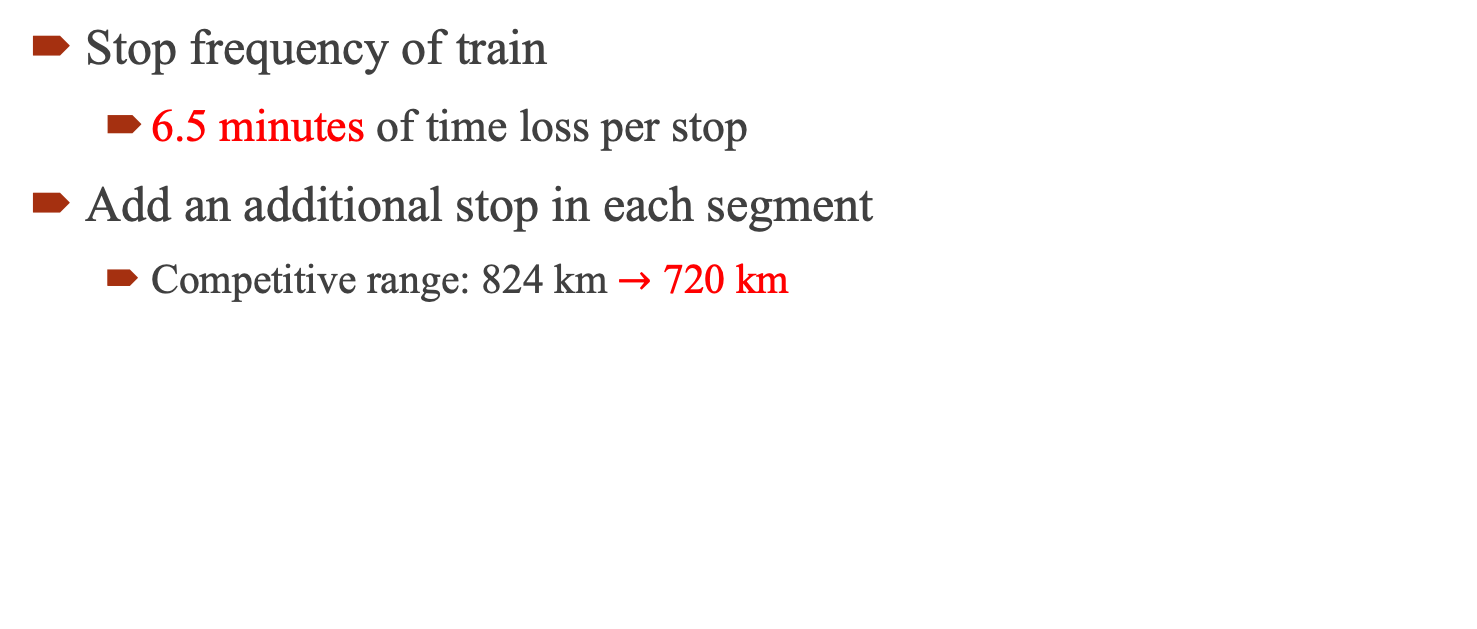 Stop frequency of train
6.5 minutes of time loss per stop
Add an additional stop in each segment
Competitive range: 824 km → 720 km